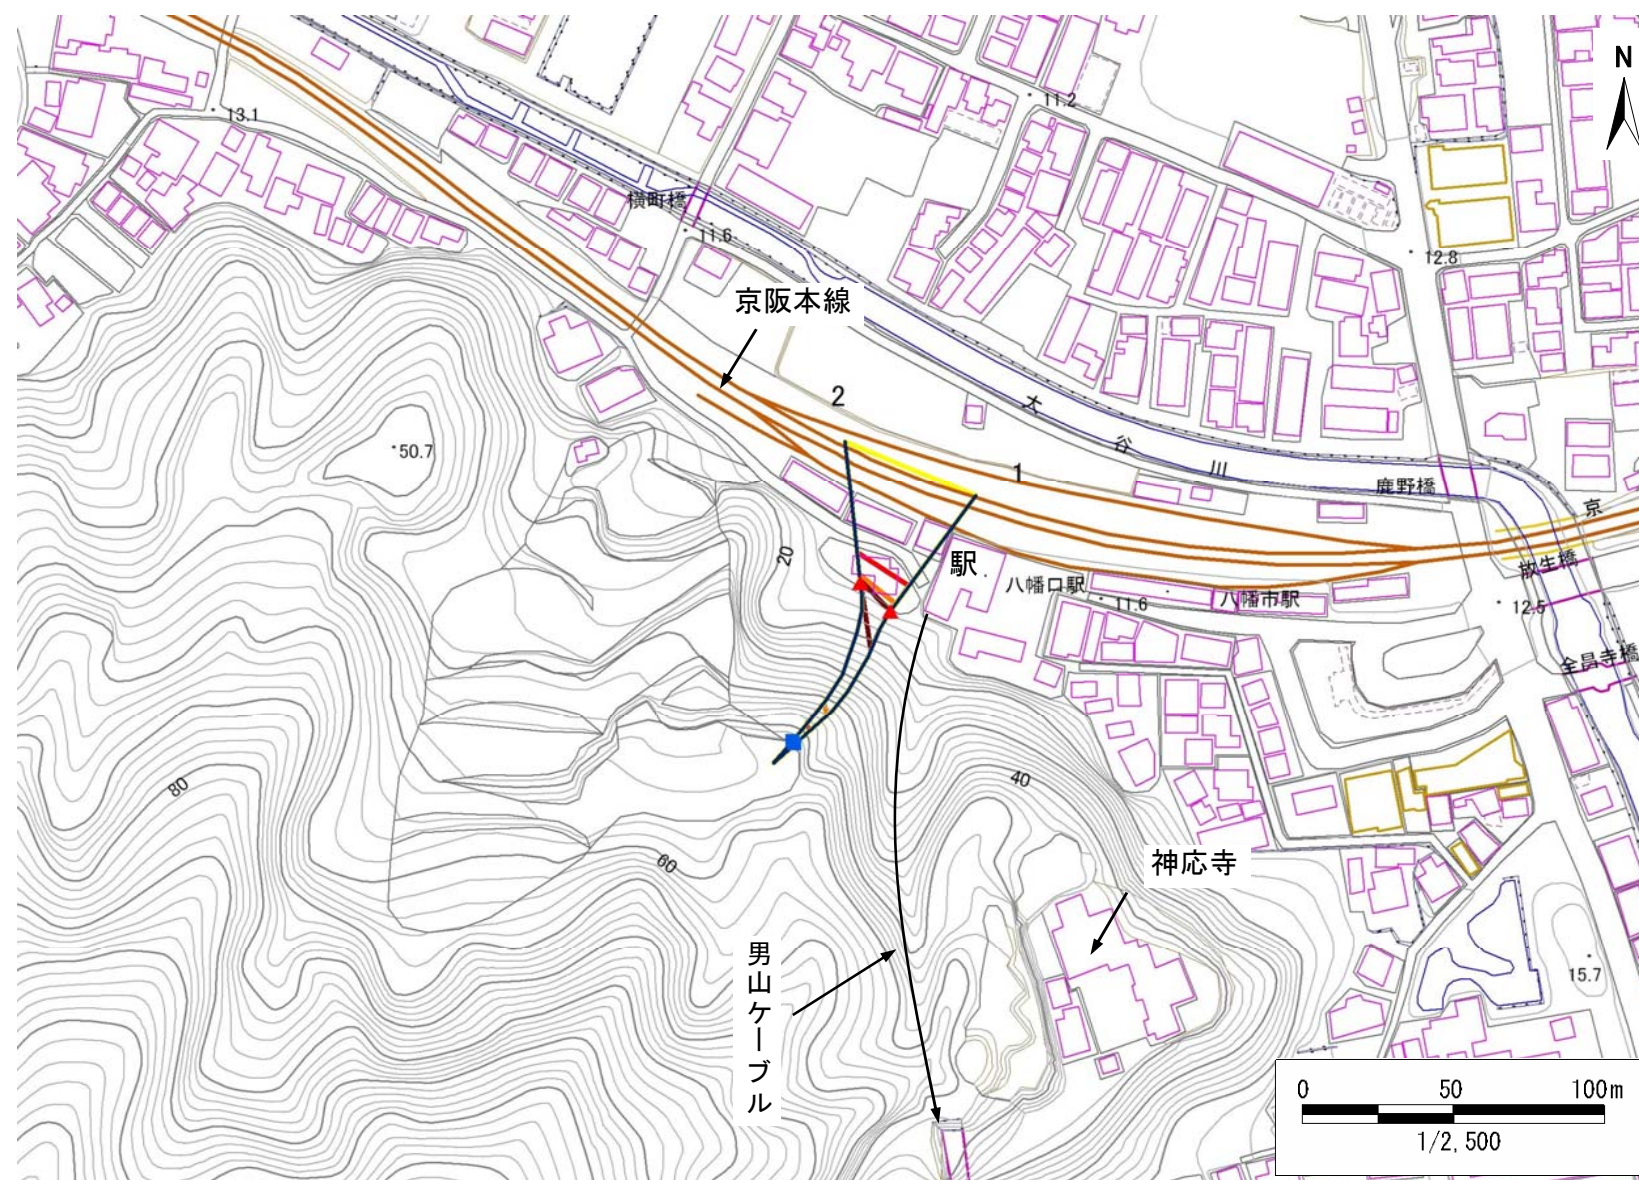 N
13.1
11.2
横町橋
11.6
12.8
京阪本線
2
大
谷
川
50.7
1
鹿野橋
京
20
駅
放生橋
八幡口駅
11.6
八幡市駅
12.5
全昌寺橋
80
40
60
神応寺
男山ケーブル
15.7
0 50 100m
1/2,500